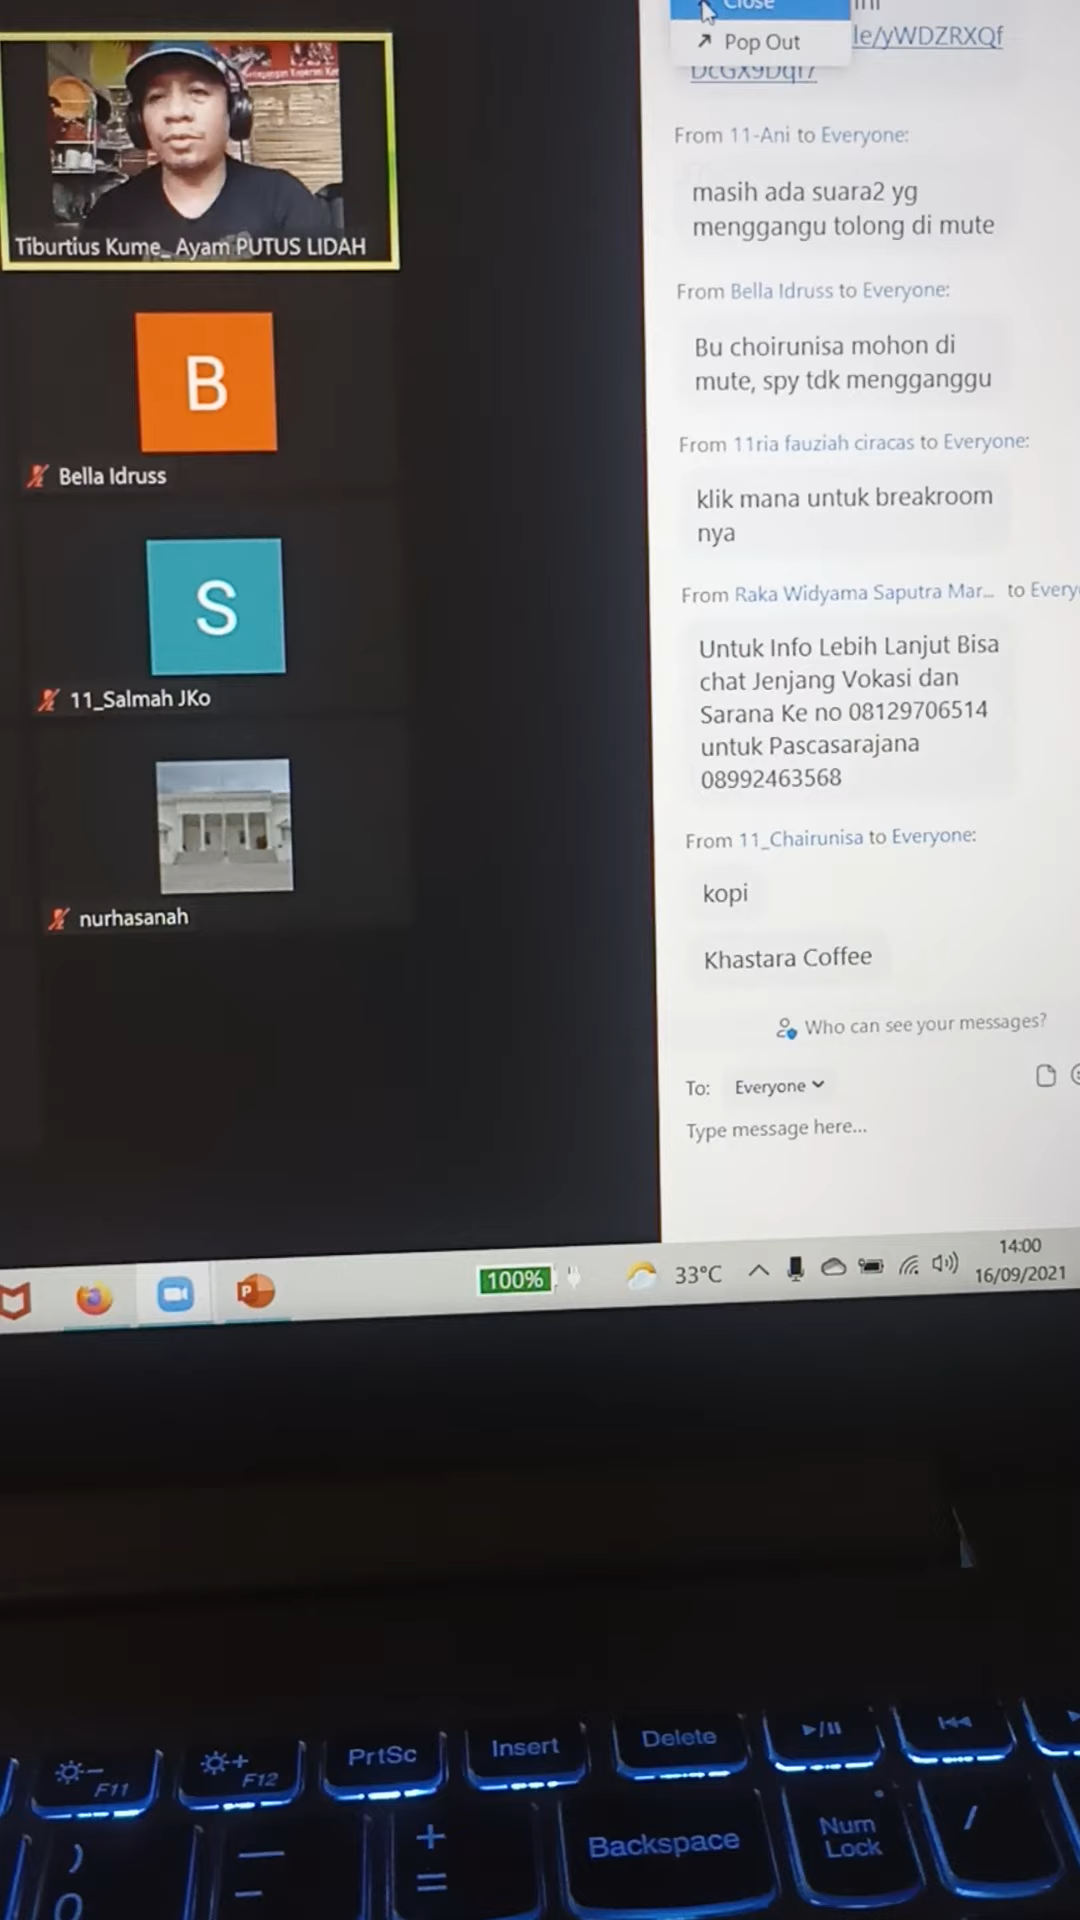 Close
Pop Out
le/yWDZRXQf
DcGX9Dqf7
Tiburtius Kume_ Ayam PUTUS LIDAH
B
Bella Idruss
S
11_Salmah JKo
nurhasanah
From 11-Ani to Everyone:
masih ada suara2 yg
menggangu tolong di mute
From Bella Idruss to Everyone:
Bu choirunisa mohon di
mute, spy tdk mengganggu
From 11ria fauziah ciracas to Everyone:
klik mana untuk breakroom
nya
From Raka Widyama Saputra Mar... to Every
Untuk Info Lebih Lanjut Bisa
chat Jenjang Vokasi dan
Sarana Ke no 08129706514
untuk Pascasarajana
08992463568
From 11_Chairunisa to Everyone:
kopi
Khastara Coffee
Who can see your messages?
To: Everyone
Type message here...
P
100%
33°C
14:00
16/09/2021
F11
F12
PrtSc
Insert
Delete
)
0
—
–
+
=
Backspace
Num
Lock
/